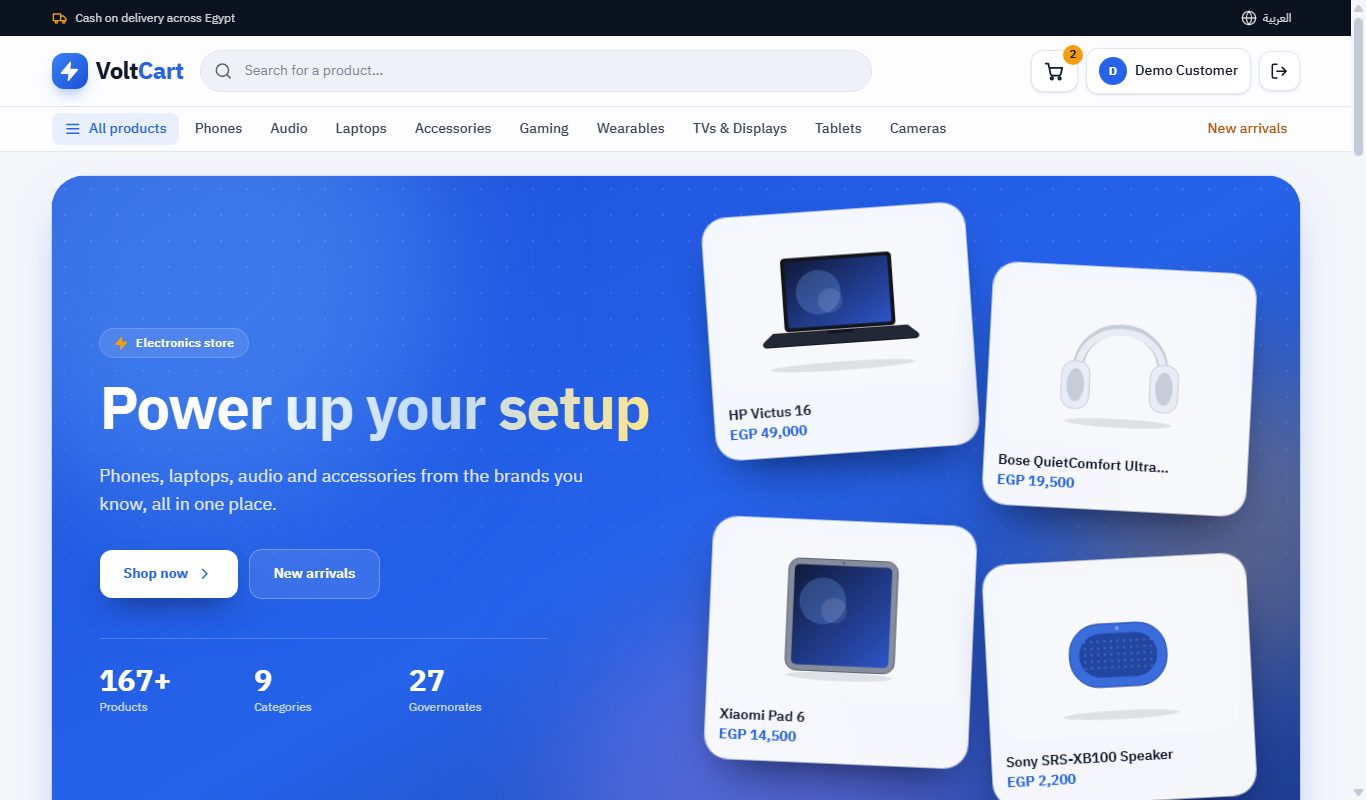 Cash on delivery across Egypt
العربية
VoltCart
Search for a product...
2
D
Demo Customer
All products
Phones
Audio
Laptops
Accessories
Gaming
Wearables
TVs & Displays
Tablets
Cameras
New arrivals
Electronics store
Power up your setup
Phones, laptops, audio and accessories from the brands you
know, all in one place.
Shop now
New arrivals
167+
Products
9
Categories
27
Governorates
HP Victus 16
EGP 49,000
Bose QuietComfort Ultra...
EGP 19,500
Xiaomi Pad 6
EGP 14,500
Sony SRS-XB100 Speaker
EGP 2,200